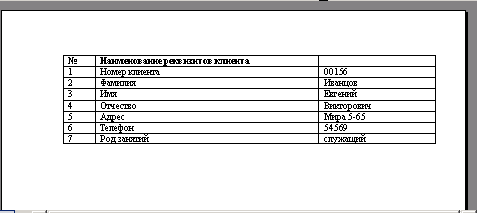 № Наименование реквизитов клиента
1 Номер клиента 00156
2 Фамилия Иванцов
3 Имя Евгений
4 Отчество Викторович
5 Адрес Мира 5-65
6 Телефон 54569
7 Род занятий служащий